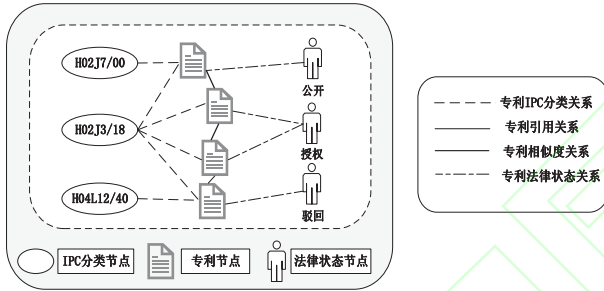 H02J7/00
公开
H02J3/18
授权
H04L12/40
驳回
IPC分类节点
专利节点
法律状态节点
专利IPC分类关系
专利引用关系
专利相似度关系
专利法律状态关系